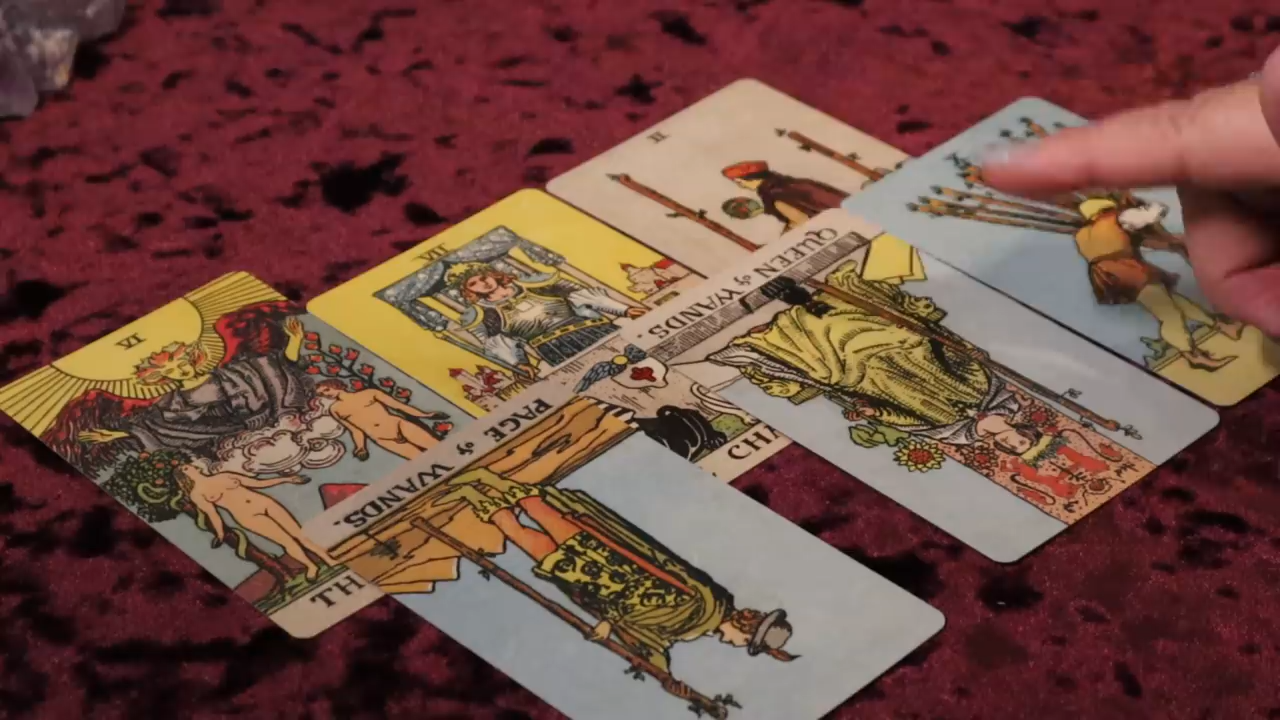 II
X
QUEEN of WANDS.
VII
VI
PAGE of WANDS.
CH
TH